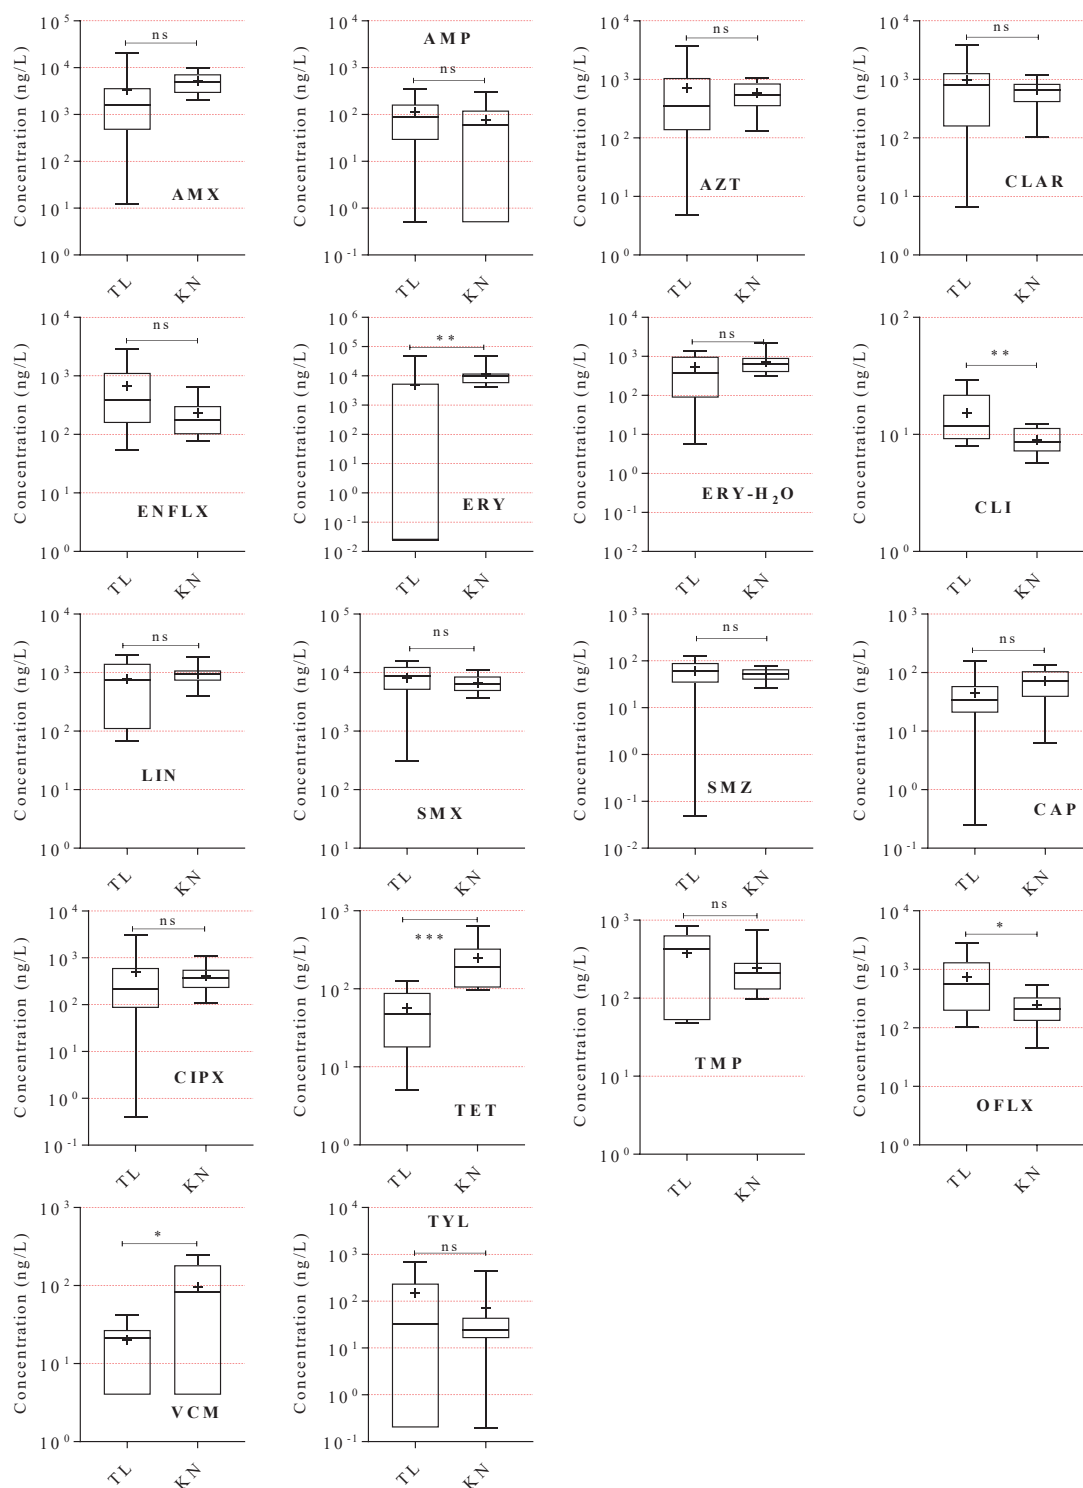 Concentration (ng/L)
10^5
10^4
10^3
10^2
10^1
10^0
ns
AMX
TL
KN
Concentration (ng/L)
10^4
10^3
10^2
10^1
10^0
10^-1
AMP
ns
TL
KN
Concentration (ng/L)
10^4
10^3
10^2
10^1
10^0
ns
AZT
TL
KN
Concentration (ng/L)
10^4
10^3
10^2
10^1
10^0
ns
CLAR
TL
KN
Concentration (ng/L)
10^4
10^3
10^2
10^1
10^0
ns
ENFLX
TL
KN
Concentration (ng/L)
10^6
10^5
10^4
10^3
10^2
10^1
10^0
10^-1
10^-2
**
ERY
TL
KN
Concentration (ng/L)
10^4
10^3
10^2
10^1
10^0
10^-1
10^-2
ns
ERY-H₂O
TL
KN
Concentration (ng/L)
10^2
10^1
10^0
**
CLI
TL
KN
Concentration (ng/L)
10^4
10^3
10^2
10^1
10^0
ns
LIN
TL
KN
Concentration (ng/L)
10^5
10^4
10^3
10^2
10^1
ns
SMX
TL
KN
Concentration (ng/L)
10^3
10^2
10^1
10^0
10^-1
10^-2
ns
SMZ
TL
KN
Concentration (ng/L)
10^3
10^2
10^1
10^0
10^-1
ns
CAP
TL
KN
Concentration (ng/L)
10^4
10^3
10^2
10^1
10^0
10^-1
ns
CIPX
TL
KN
Concentration (ng/L)
10^3
10^2
10^1
10^0
***
TET
TL
KN
Concentration (ng/L)
10^3
10^2
10^1
10^0
ns
TMP
TL
KN
Concentration (ng/L)
10^4
10^3
10^2
10^1
10^0
*
OFLX
TL
KN
Concentration (ng/L)
10^3
10^2
10^1
10^0
*
VCM
TL
KN
Concentration (ng/L)
10^4
10^3
10^2
10^1
10^0
10^-1
TYL
ns
TL
KN